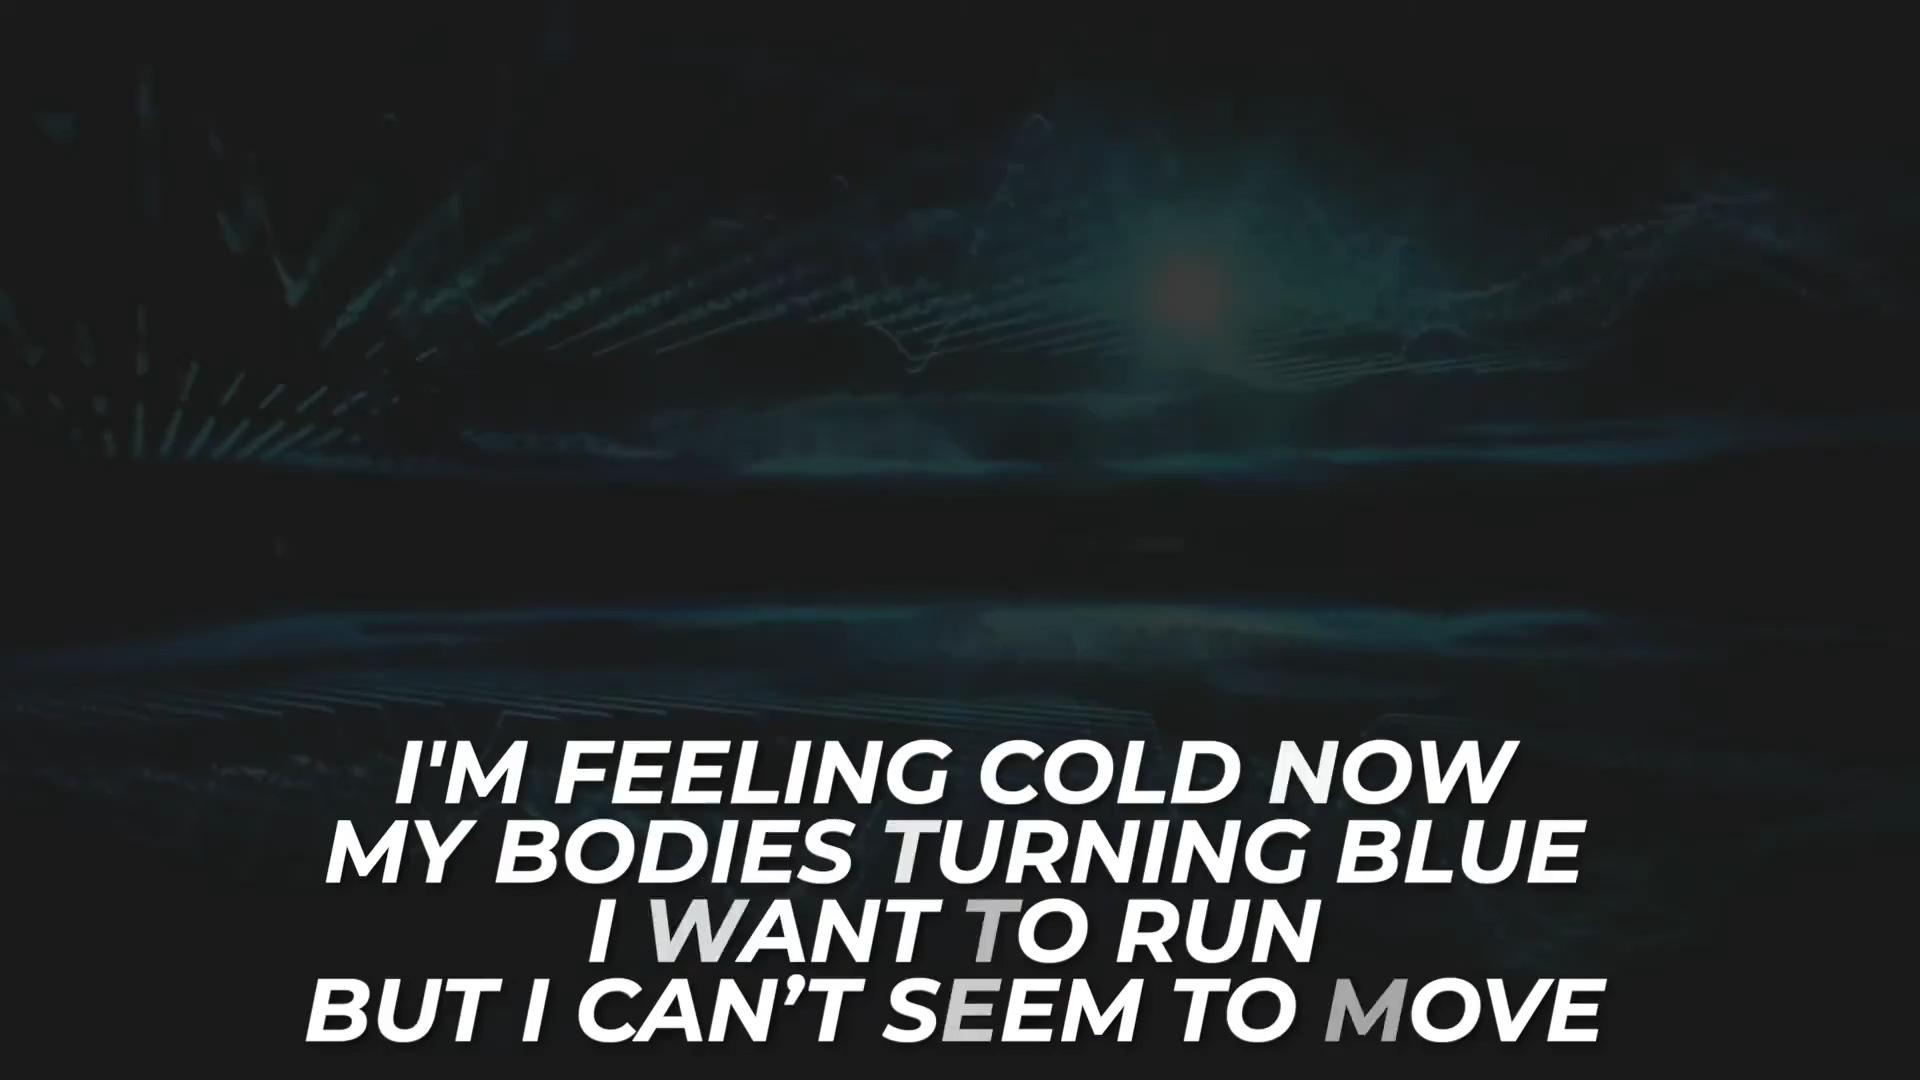 I'M FEELING COLD NOW
MY BODIES TURNING BLUE
I WANT TO RUN
BUT I CAN’T SEEM TO MOVE